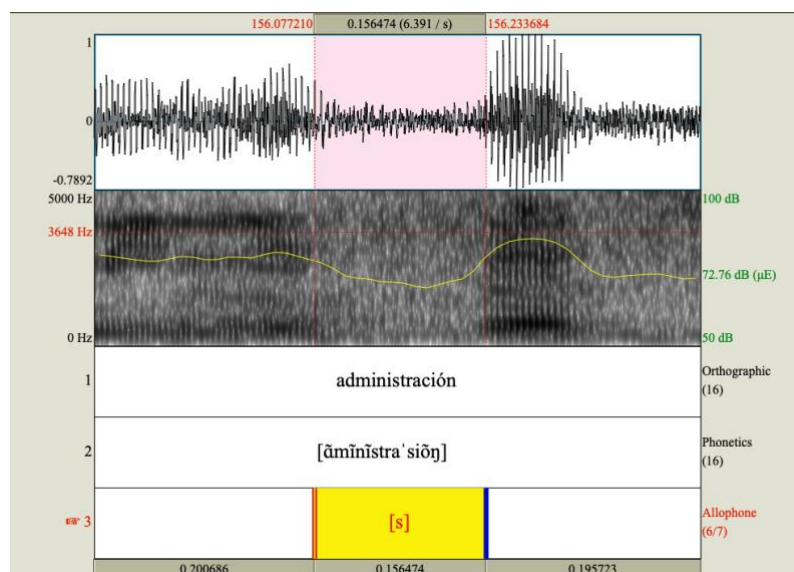 156.077210 0.156474 (6.391 / s) 156.233684
1
0
-0.7892
5000 Hz 100 dB
3648 Hz
72.76 dB (µE)
0 Hz 50 dB
1 administración Orthographic
(16)
2 [ãmĩnĩstraˈsiõŋ] Phonetics
(16)
3 [s] Allophone
(6/7)
0.200686 0.156474 0.195723